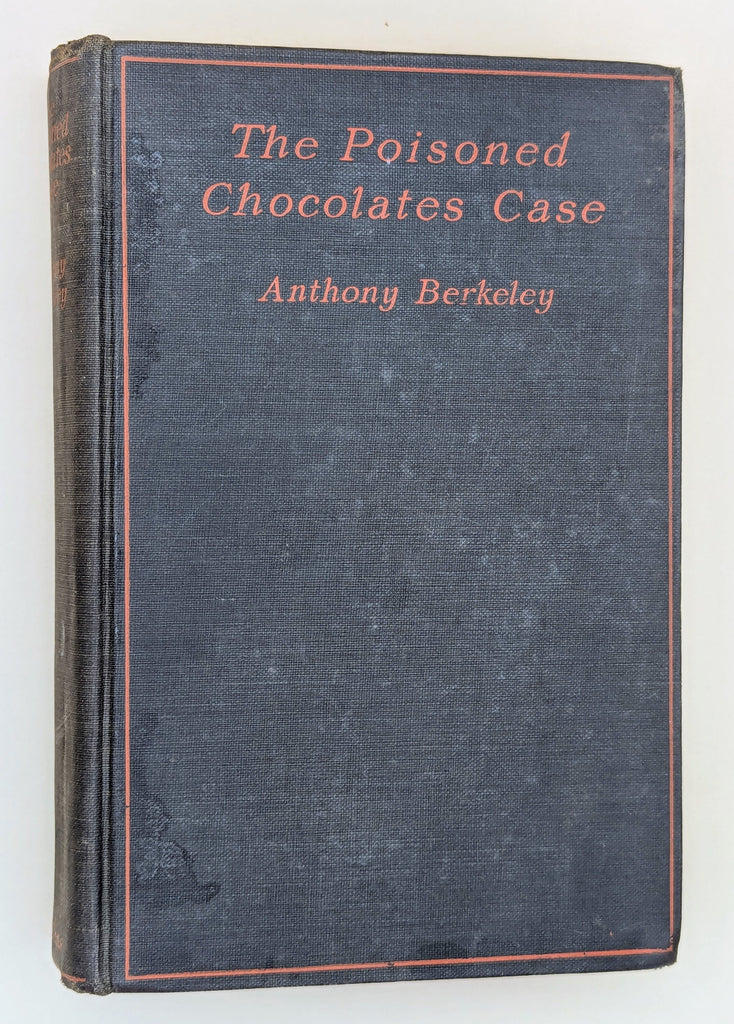 The Poisoned
Chocolates Case
Anthony Berkeley